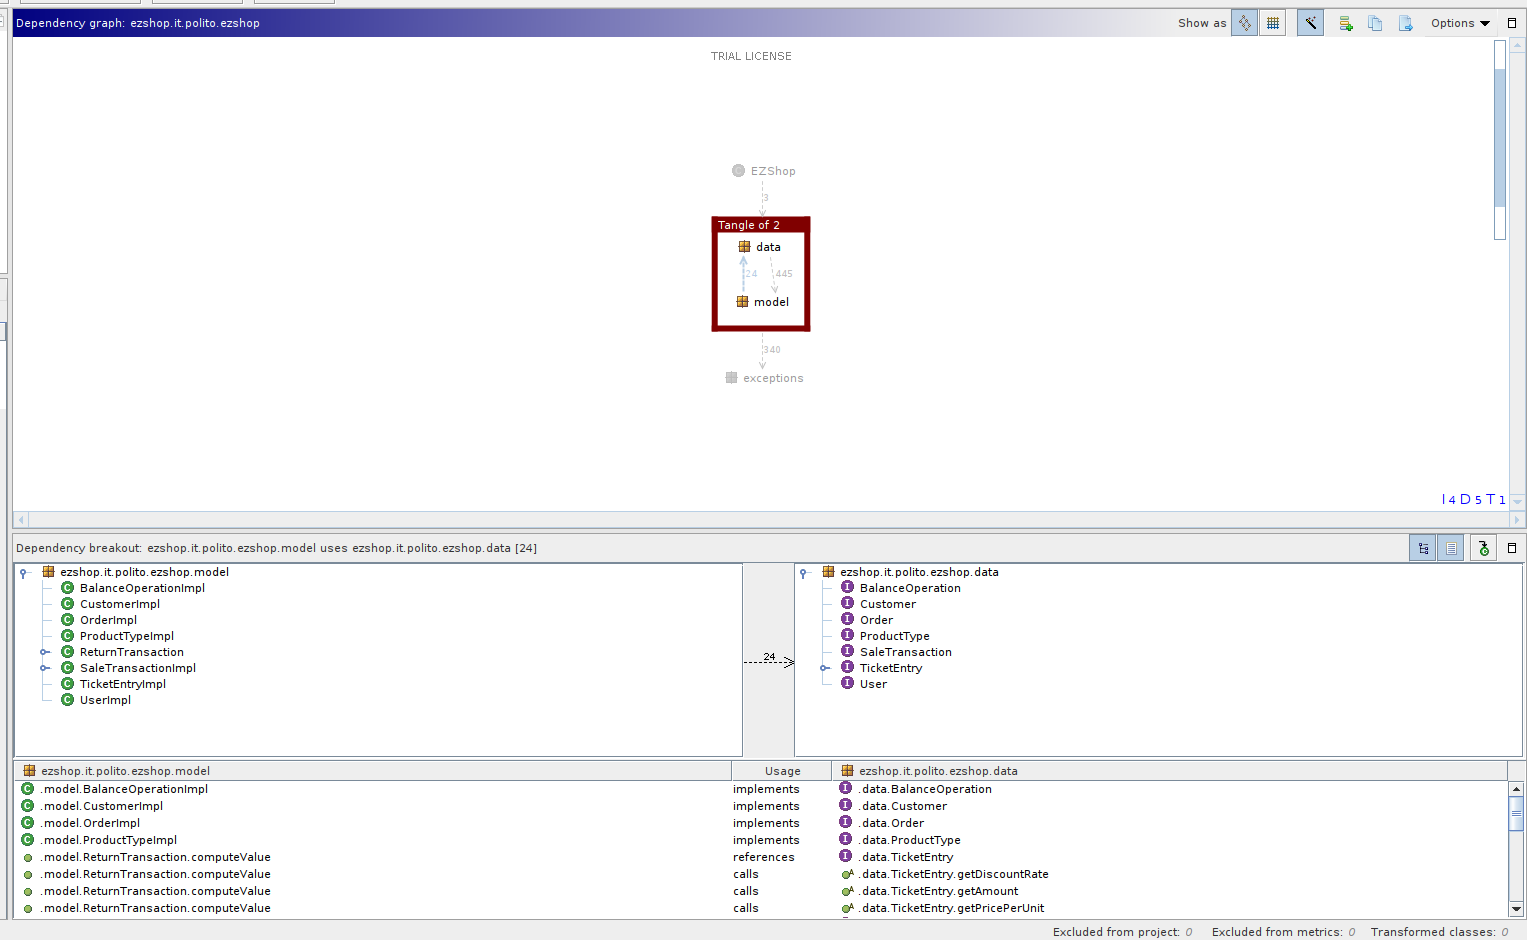 Dependency graph: ezshop.it.polito.ezshop
Show as
Options
TRIAL LICENSE
EZShop
3
Tangle of 2
data
24
445
model
340
exceptions
I 4 D 5 T 1
Dependency breakout: ezshop.it.polito.ezshop.model uses ezshop.it.polito.ezshop.data [24]
ezshop.it.polito.ezshop.model
BalanceOperationImpl
CustomerImpl
OrderImpl
ProductTypeImpl
ReturnTransaction
SaleTransactionImpl
TicketEntryImpl
UserImpl
24
ezshop.it.polito.ezshop.data
BalanceOperation
Customer
Order
ProductType
SaleTransaction
TicketEntry
User
ezshop.it.polito.ezshop.model Usage ezshop.it.polito.ezshop.data
.model.BalanceOperationImpl implements .data.BalanceOperation
.model.CustomerImpl implements .data.Customer
.model.OrderImpl implements .data.Order
.model.ProductTypeImpl implements .data.ProductType
.model.ReturnTransaction.computeValue references .data.TicketEntry
.model.ReturnTransaction.computeValue calls .data.TicketEntry.getDiscountRate
.model.ReturnTransaction.computeValue calls .data.TicketEntry.getAmount
.model.ReturnTransaction.computeValue calls .data.TicketEntry.getPricePerUnit
Excluded from project: 0 Excluded from metrics: 0 Transformed classes: 0